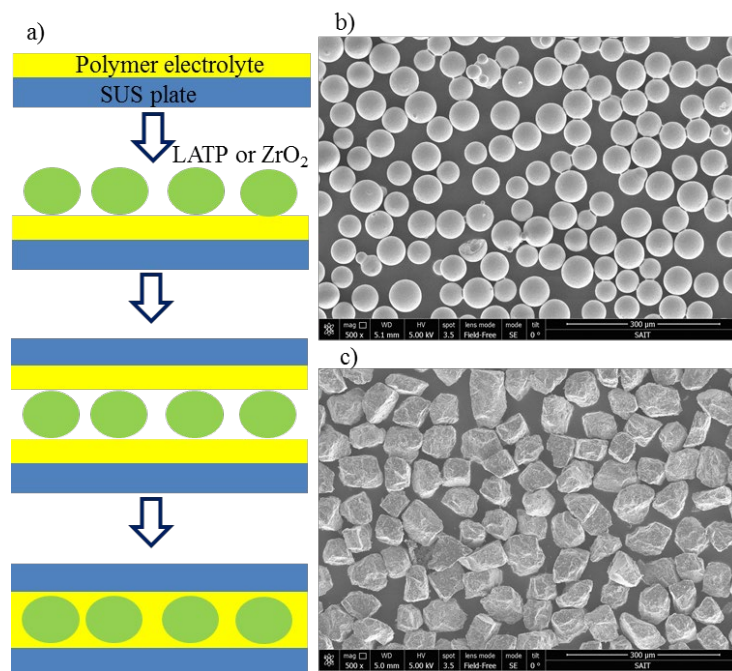 a)
Polymer electrolyte
SUS plate
LATP or ZrO₂
b)
mag □ WD HV spot lens mode tilt
500 x 5.1 mm 5.00 kV 3.5 Field-Free SE 0 °
300 μm
SAIT
c)
mag □ WD HV spot lens mode tilt
500 x 5.0 mm 5.00 kV 3.5 Field-Free SE 0 °
300 μm
SAIT